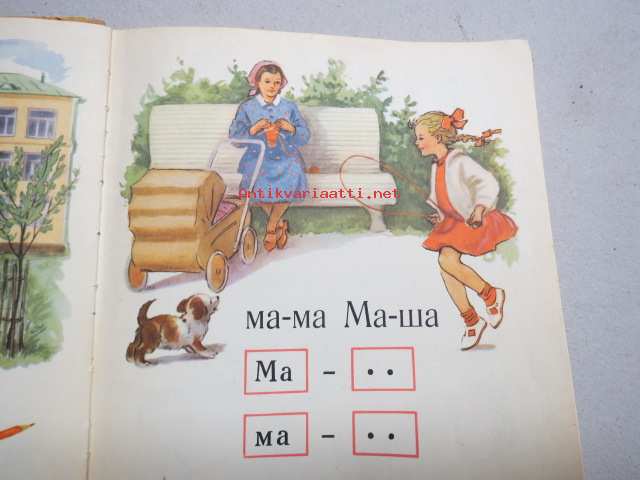 Antikvariaatti.net
ма-ма Ма-ша
Ма – ··
ма – ··